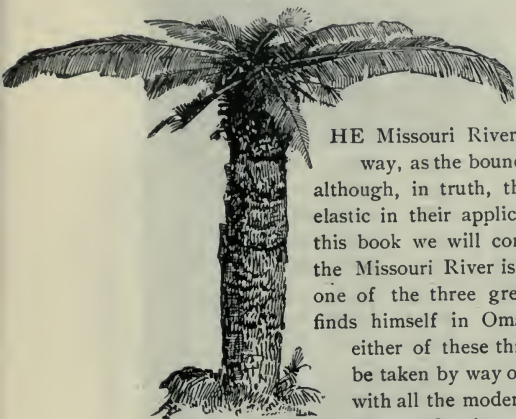 HE Missouri River
way, as the bound
although, in truth, th
elastic in their applic
this book we will con
the Missouri River is
one of the three gre
finds himself in Om
either of these th
be taken by way o
with all the moder